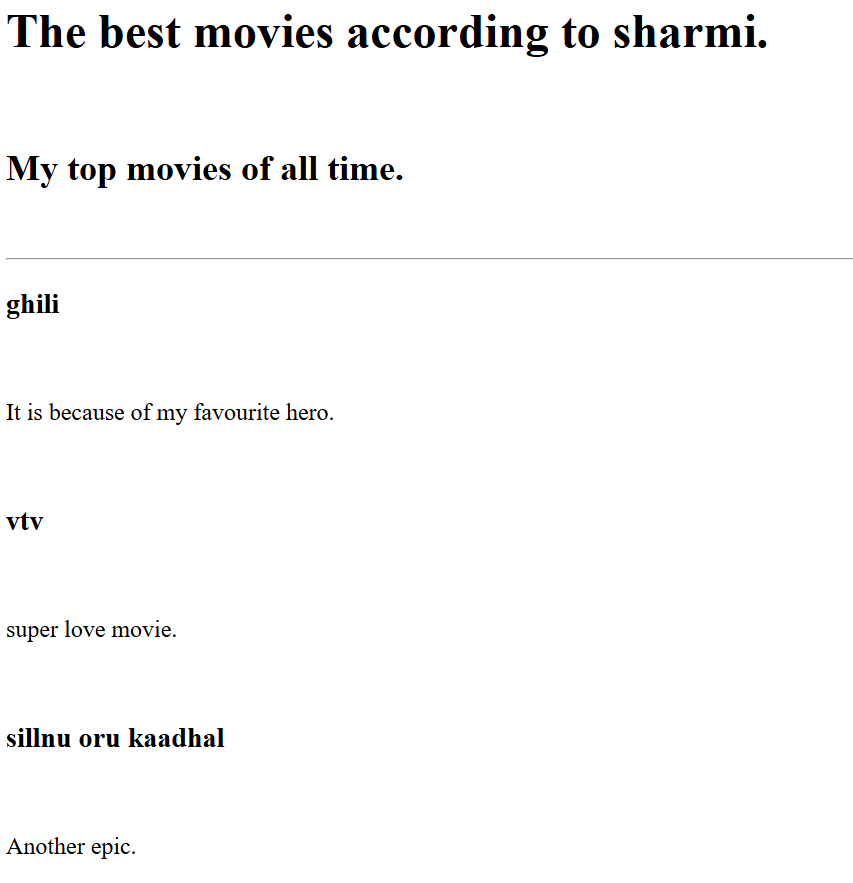 The best movies according to sharmi.
My top movies of all time.
ghili
It is because of my favourite hero.
vtv
super love movie.
sillnu oru kaadhal
Another epic.